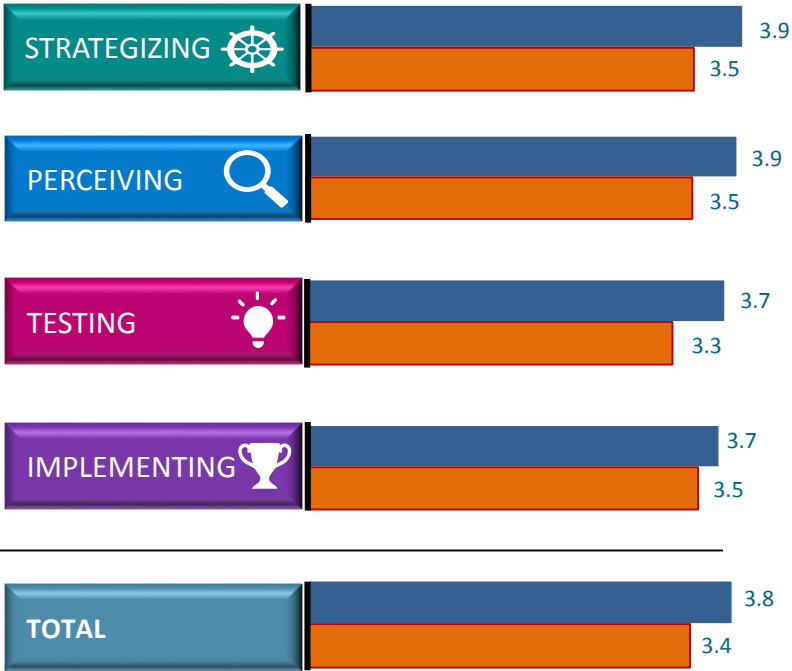 STRATEGIZING
3.9
3.5
PERCEIVING
3.9
3.5
TESTING
3.7
3.3
IMPLEMENTING
3.7
3.5
TOTAL
3.8
3.4